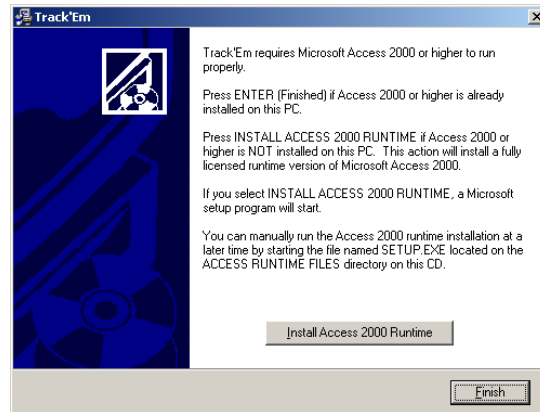 Track'Em
Track'Em requires Microsoft Access 2000 or higher to run
properly.
Press ENTER (Finished) if Access 2000 or higher is already
installed on this PC.
Press INSTALL ACCESS 2000 RUNTIME if Access 2000 or
higher is NOT installed on this PC.  This action will install a fully
licensed runtime version of Microsoft Access 2000.
If you select INSTALL ACCESS 2000 RUNTIME, a Microsoft
setup program will start.
You can manually run the Access 2000 runtime installation at a
later time by starting the file named SETUP.EXE located on the
ACCESS RUNTIME FILES directory on this CD.
Install Access 2000 Runtime
Finish